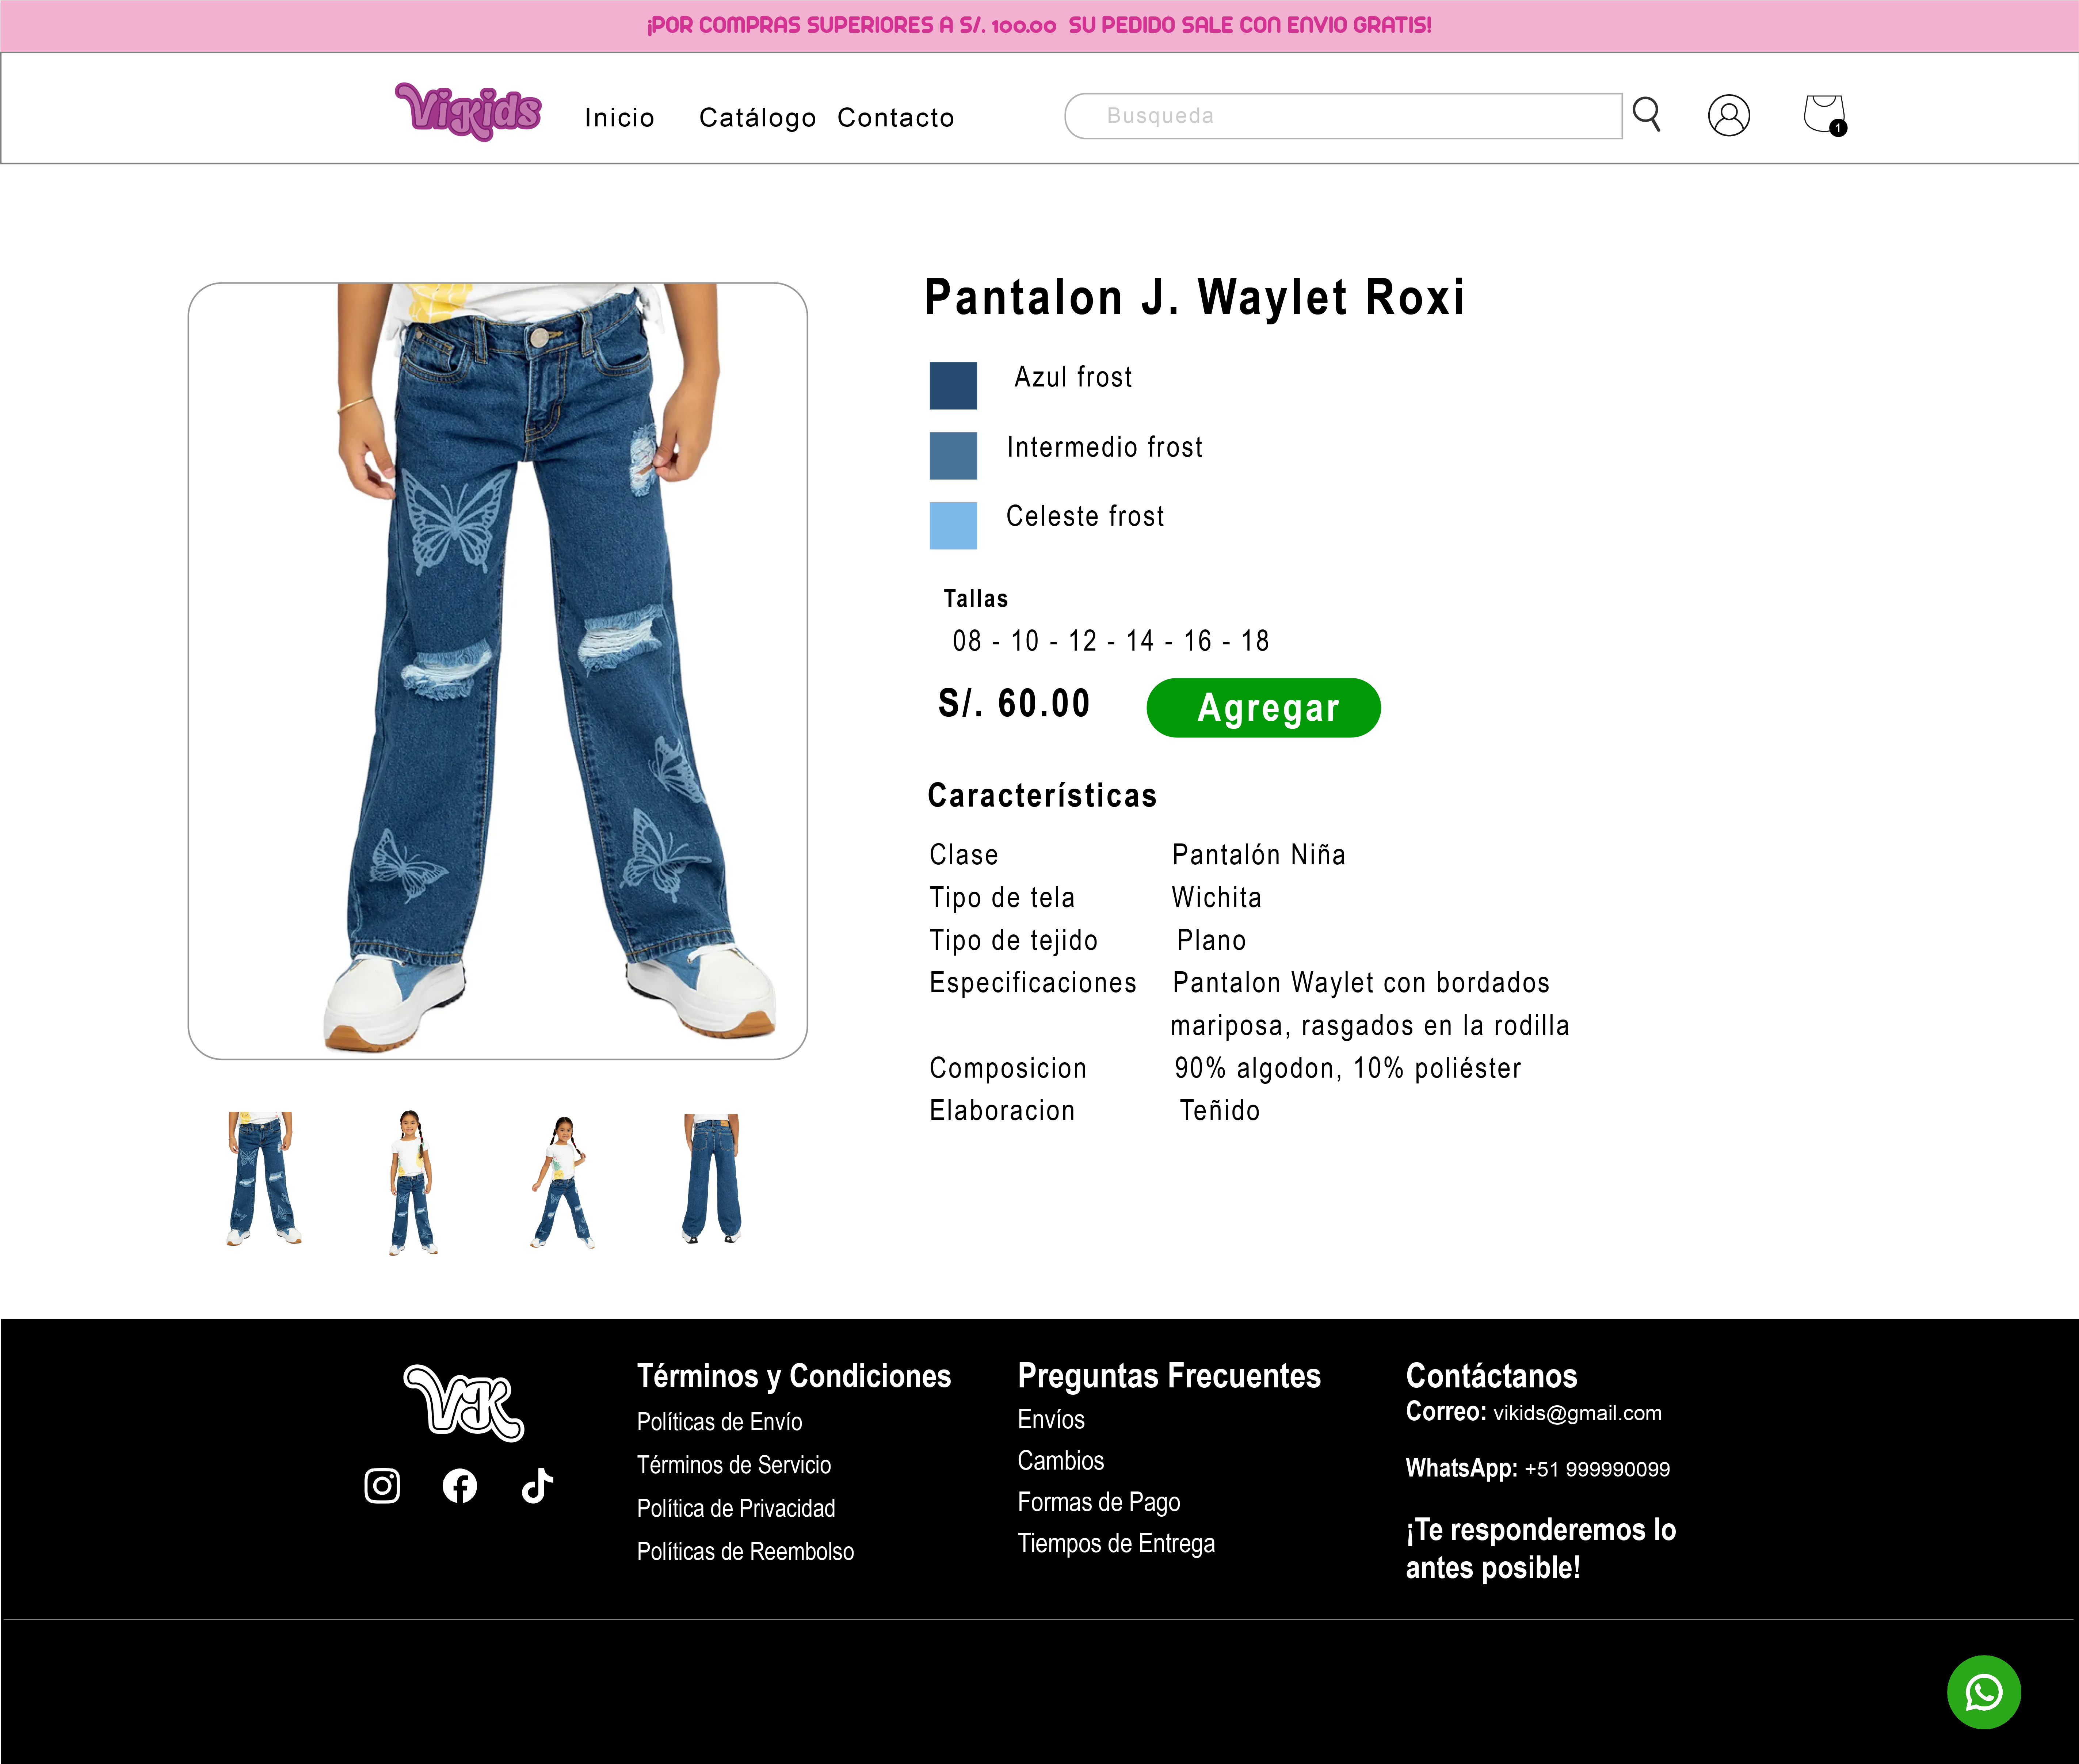 ¡POR COMPRAS SUPERIORES A S/. 100.00 SU PEDIDO SALE CON ENVIO GRATIS!
Vikids
Inicio
Catálogo
Contacto
Busqueda
1
Pantalon J. Waylet Roxi
Azul frost
Intermedio frost
Celeste frost
Tallas
08 - 10 - 12 - 14 - 16 - 18
S/. 60.00
Agregar
Características
Clase Pantalón Niña
Tipo de tela Wichita
Tipo de tejido Plano
Especificaciones Pantalon Waylet con bordados
mariposa, rasgados en la rodilla
Composicion 90% algodon, 10% poliéster
Elaboracion Teñido
VK
Términos y Condiciones
Políticas de Envío
Términos de Servicio
Política de Privacidad
Políticas de Reembolso
Preguntas Frecuentes
Envíos
Cambios
Formas de Pago
Tiempos de Entrega
Contáctanos
Correo: vikids@gmail.com
WhatsApp: +51 999990099
¡Te responderemos lo
antes posible!